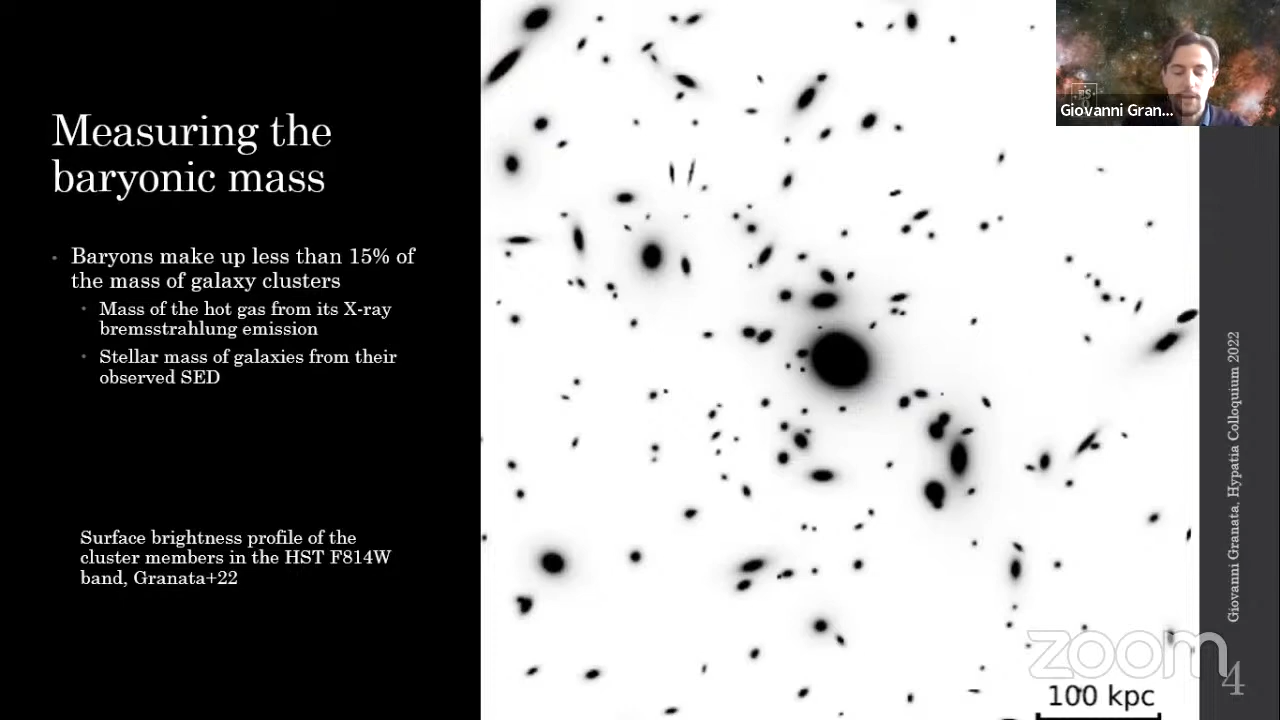 Measuring the
baryonic mass
Baryons make up less than 15% of
the mass of galaxy clusters
Mass of the hot gas from its X-ray
bremsstrahlung emission
Stellar mass of galaxies from their
observed SED
Surface brightness profile of the
cluster members in the HST F814W
band, Granata+22
Giovanni Gran...
Giovanni Granata, Hypatia Colloquium 2022
zoom
4
100 kpc